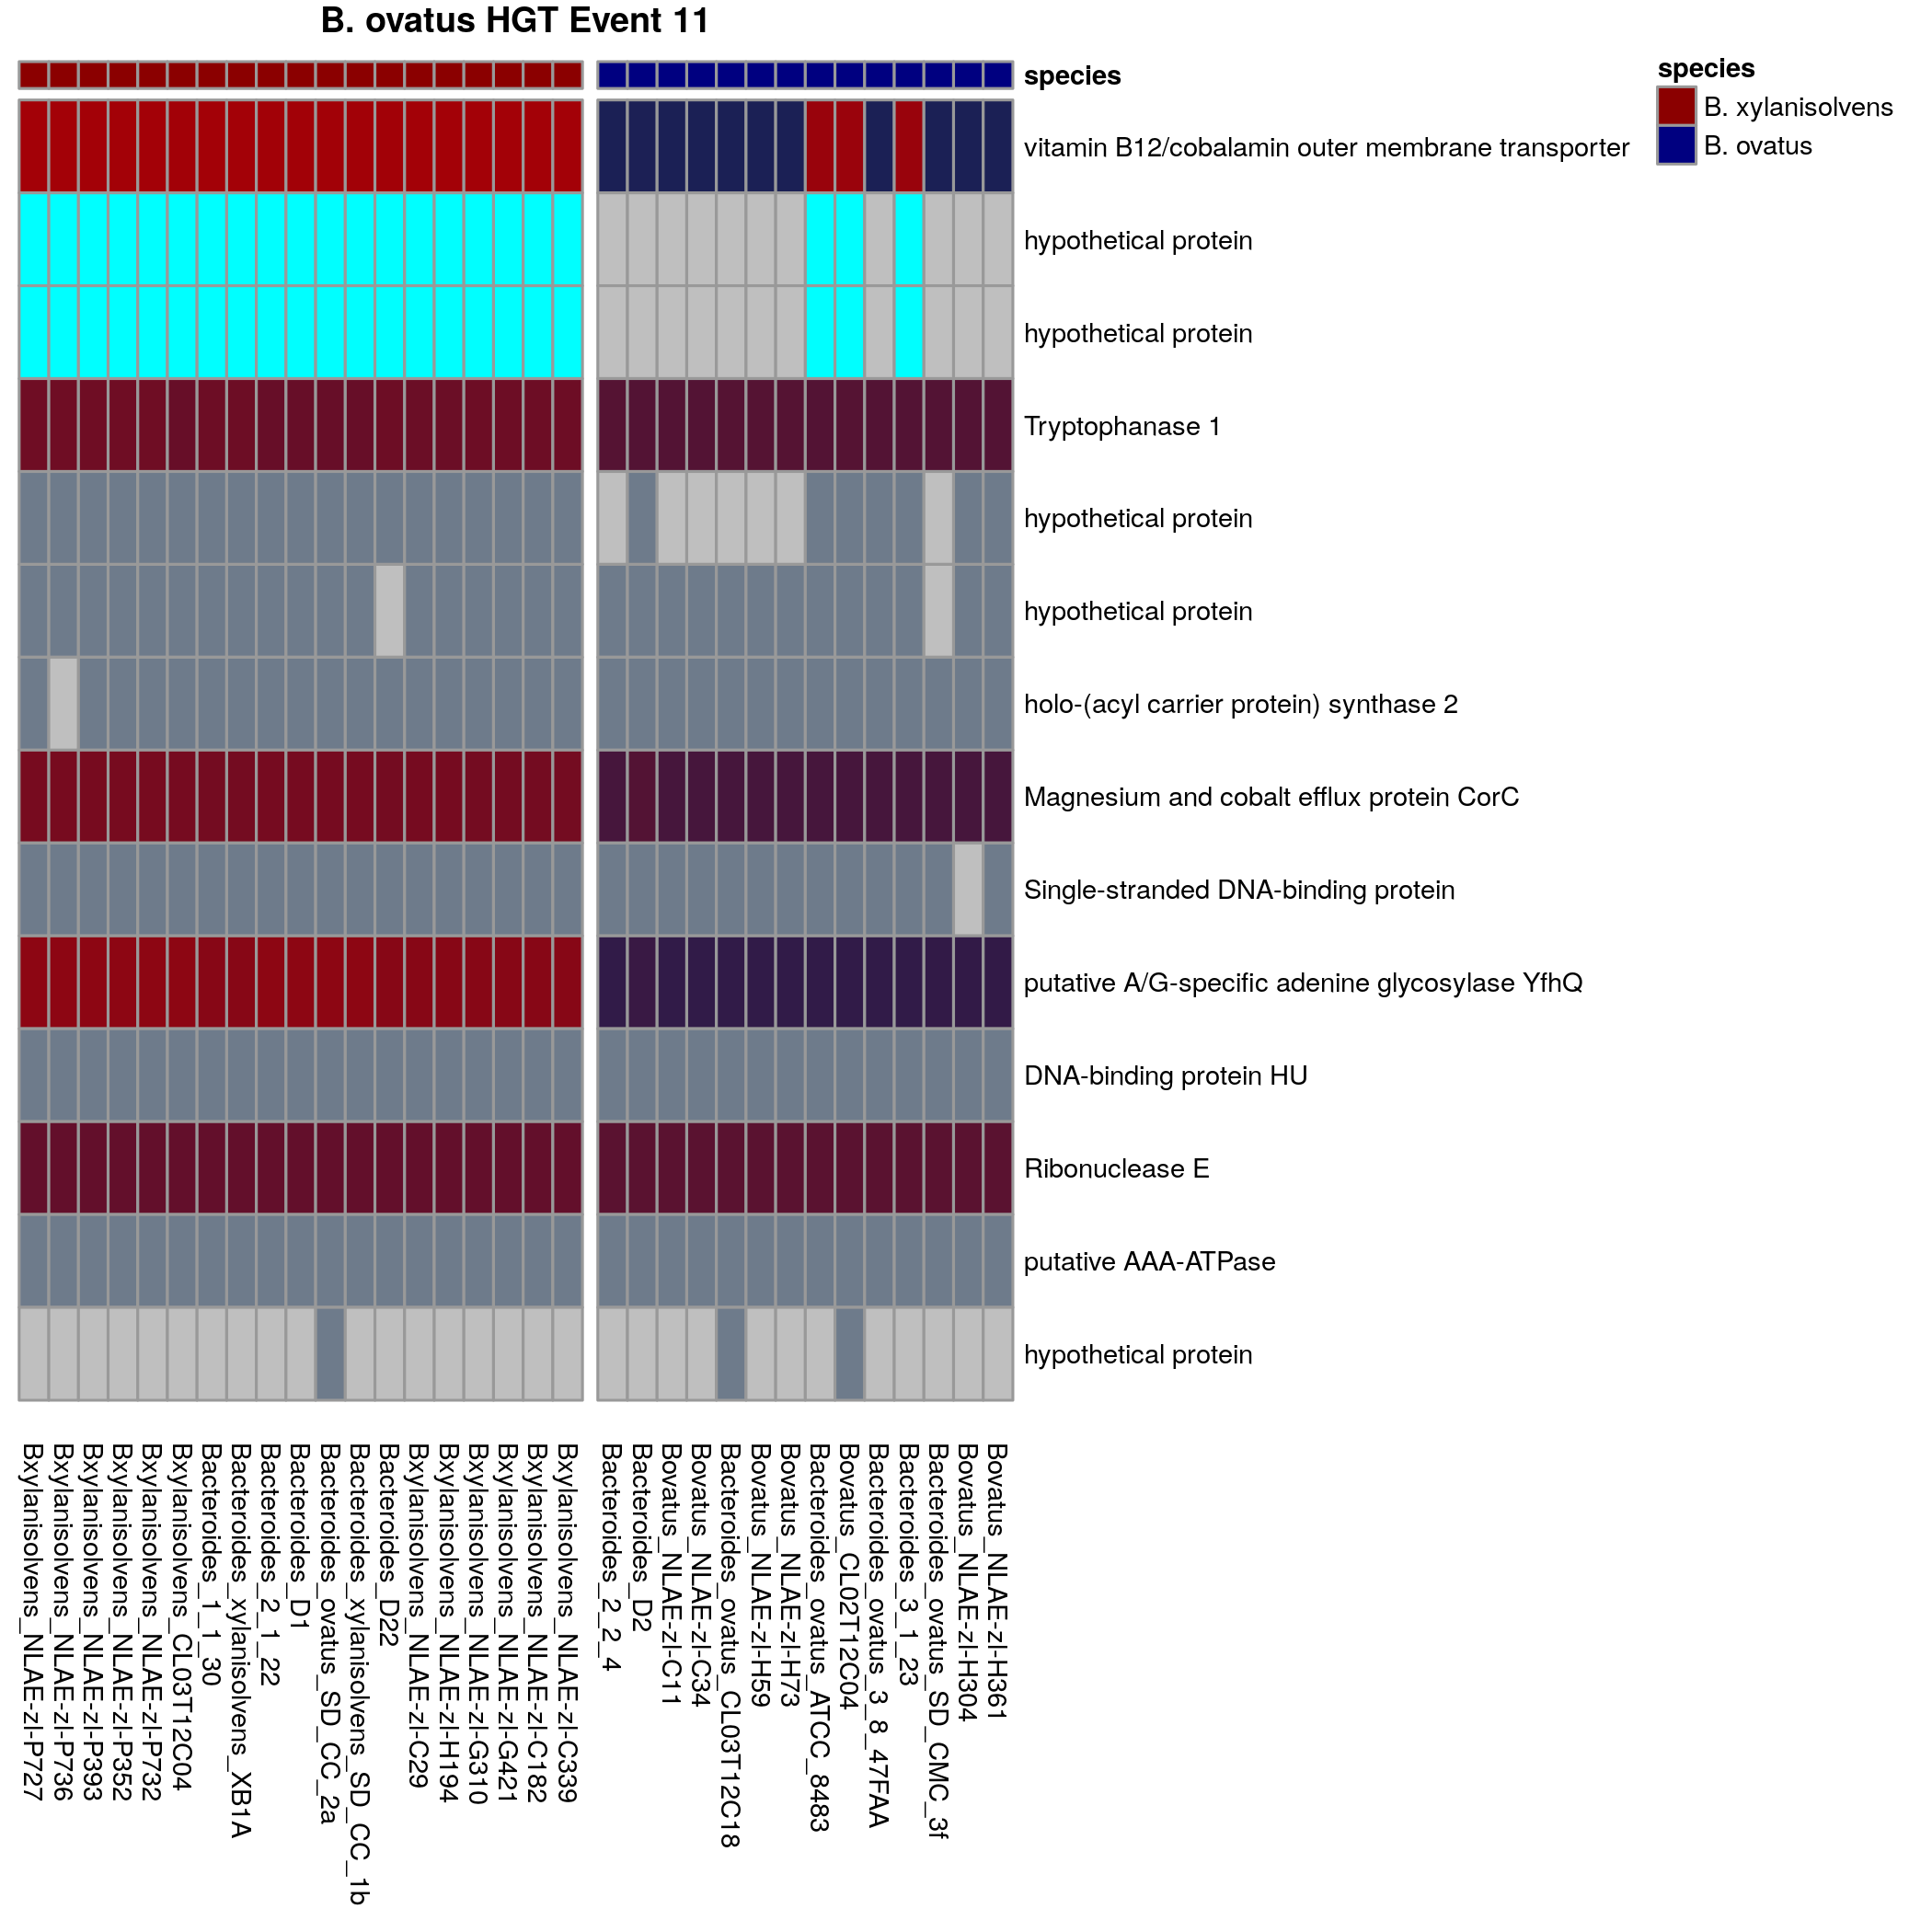 B. ovatus HGT Event 11
species
species
B. xylanisolvens
B. ovatus
vitamin B12/cobalamin outer membrane transporter
hypothetical protein
hypothetical protein
Tryptophanase 1
hypothetical protein
hypothetical protein
holo-(acyl carrier protein) synthase 2
Magnesium and cobalt efflux protein CorC
Single-stranded DNA-binding protein
putative A/G-specific adenine glycosylase YfhQ
DNA-binding protein HU
Ribonuclease E
putative AAA-ATPase
hypothetical protein
Bxylanisolvens_NLAE-zl-P727
Bxylanisolvens_NLAE-zl-P736
Bxylanisolvens_NLAE-zl-P393
Bxylanisolvens_NLAE-zl-P352
Bxylanisolvens_NLAE-zl-P732
Bxylanisolvens_CL03T12C04
Bacteroides_1_1_30
Bacteroides_xylanisolvens_XB1A
Bacteroides_2_1_22
Bacteroides_D1
Bacteroides_ovatus_SD_CC_2a
Bacteroides_xylanisolvens_SD_CC_1b
Bacteroides_D22
Bxylanisolvens_NLAE-zl-C29
Bxylanisolvens_NLAE-zl-H194
Bxylanisolvens_NLAE-zl-G310
Bxylanisolvens_NLAE-zl-G421
Bxylanisolvens_NLAE-zl-C182
Bxylanisolvens_NLAE-zl-C339
Bacteroides_2_2_4
Bacteroides_D2
Bovatus_NLAE-zl-C11
Bovatus_NLAE-zl-C34
Bacteroides_ovatus_CL03T12C18
Bovatus_NLAE-zl-H59
Bovatus_NLAE-zl-H73
Bacteroides_ovatus_ATCC_8483
Bovatus_CL02T12C04
Bacteroides_ovatus_3_8_47FAA
Bacteroides_3_1_23
Bacteroides_ovatus_SD_CMC_3f
Bovatus_NLAE-zl-H304
Bovatus_NLAE-zl-H361